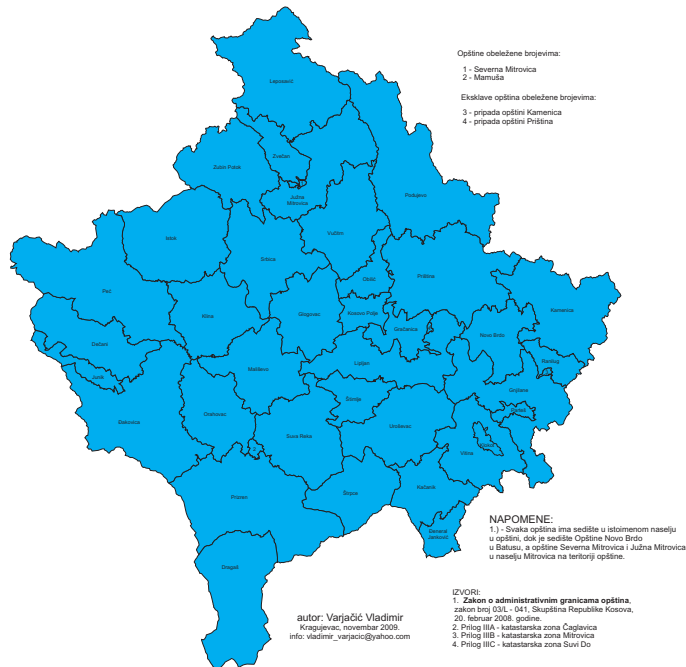 Opštine obeležene brojevima:
1 - Severna Mitrovica
2 - Mamuša
Eksklave opština obeležene brojevima:
3 - pripada opštini Kamenica
4 - pripada opštini Priština
Leposavić
Zvečan
Zubin Potok
Južna
Mitrovica
Podujevo
Vučitrn
Istok
Srbica
Obilić
Priština
Peć
Klina
Glogovac
Kosovo Polje
Gračanica
Kamenica
Novo Brdo
Dečani
Lipljan
Ranilug
Junik
Mališevo
Gnjilane
Štimlje
Parteš
Đakovica
Orahovac
Uroševac
Suva Reka
Klokot
2
Vitina
Prizren
Štrpce
Kačanik
General
Janković
Dragaš
NAPOMENE:
1.) - Svaka opština ima sedište u istoimenom naselju
u opštini, dok je sedište Opštine Novo Brdo
u Batusu, a opštine Severna Mitrovica i Južna Mitrovica
u naselju Mitrovica na teritoriji opštine.
IZVORI:
1. Zakon o administrativnim granicama opština,
zakon broj 03/L - 041, Skupština Republike Kosova,
20. februar 2008. godine.
2. Prilog IIIA - katastarska zona Čaglavica
3. Prilog IIIB - katastarska zona Mitrovica
4. Prilog IIIC - katastarska zona Suvi Do
autor: Varjačić Vladimir
Kragujevac, novembar 2009.
info: vladimir_varjacic@yahoo.com